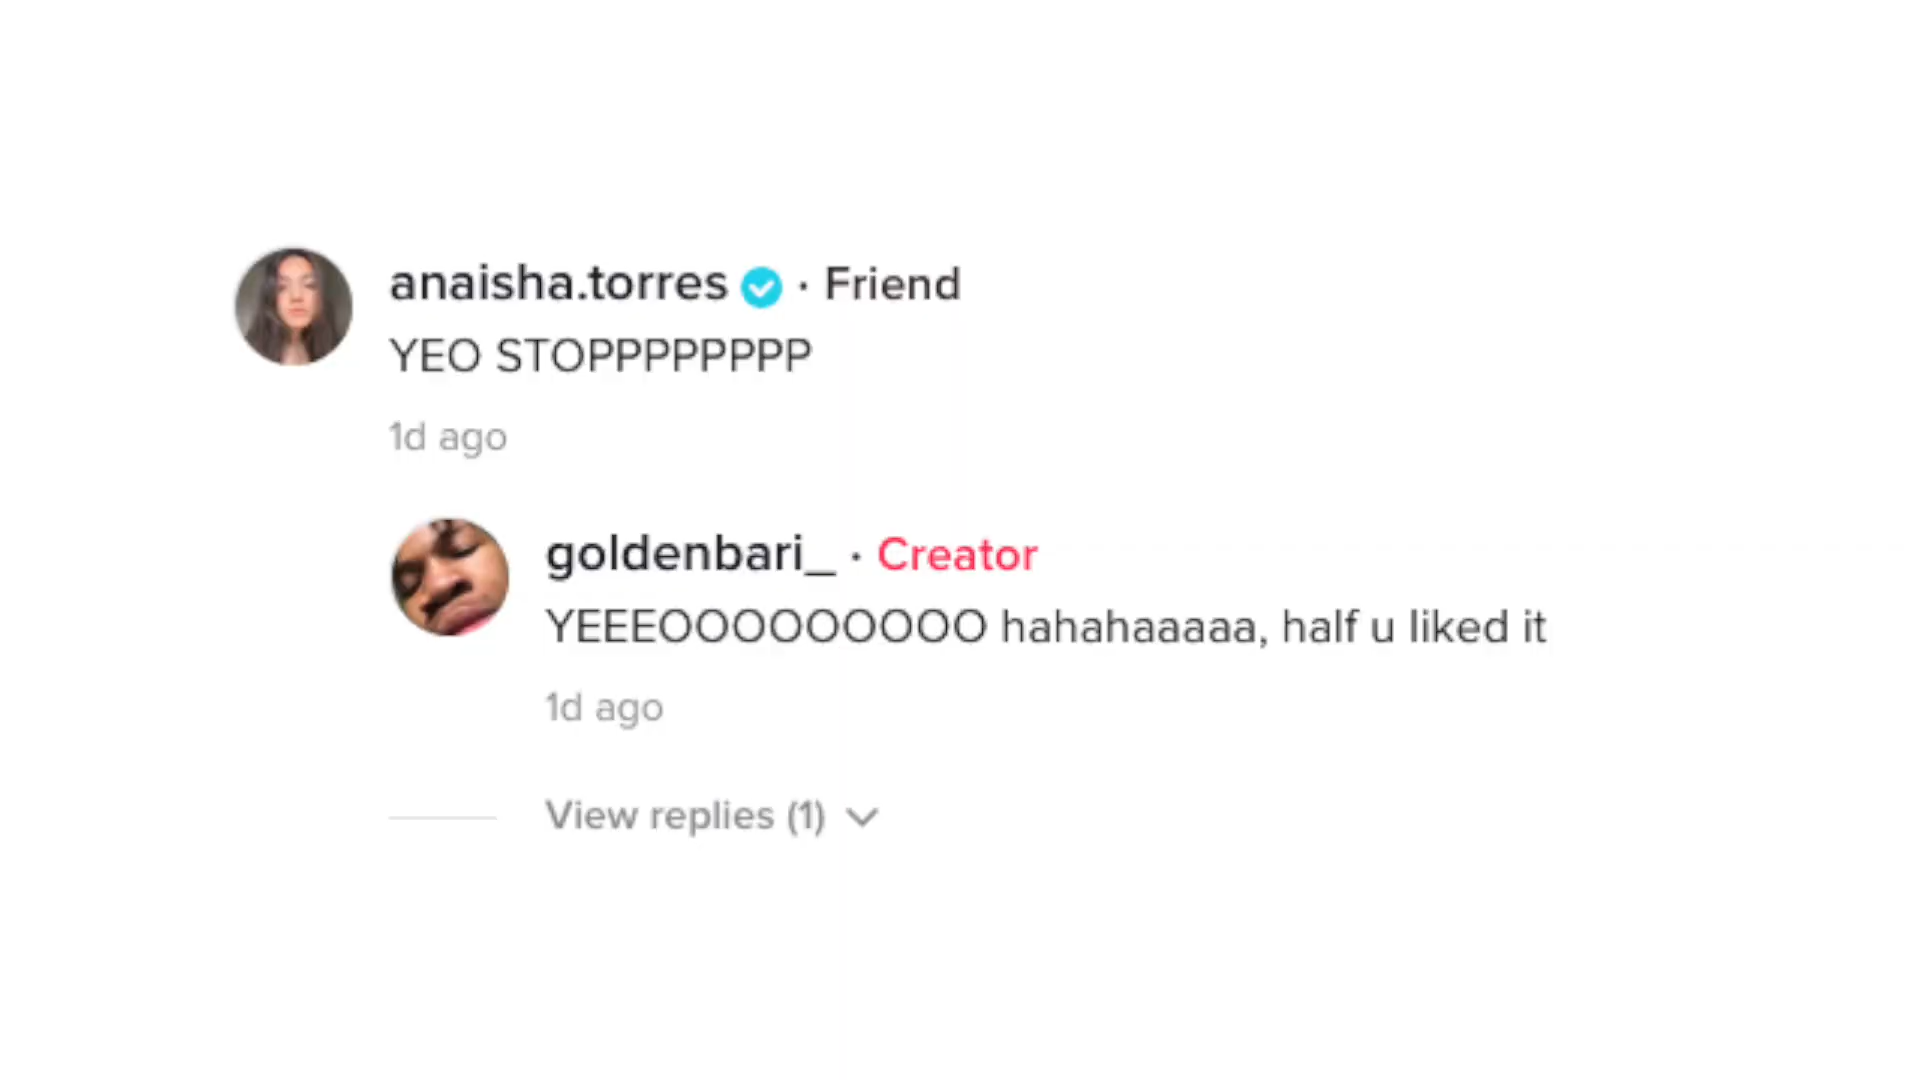 anaisha.torres · Friend
YEO STOPPPPPPPP
1d ago
goldenbari_ · Creator
YEEEOOOOOOOOO hahahaaaaa, half u liked it
1d ago
View replies (1)